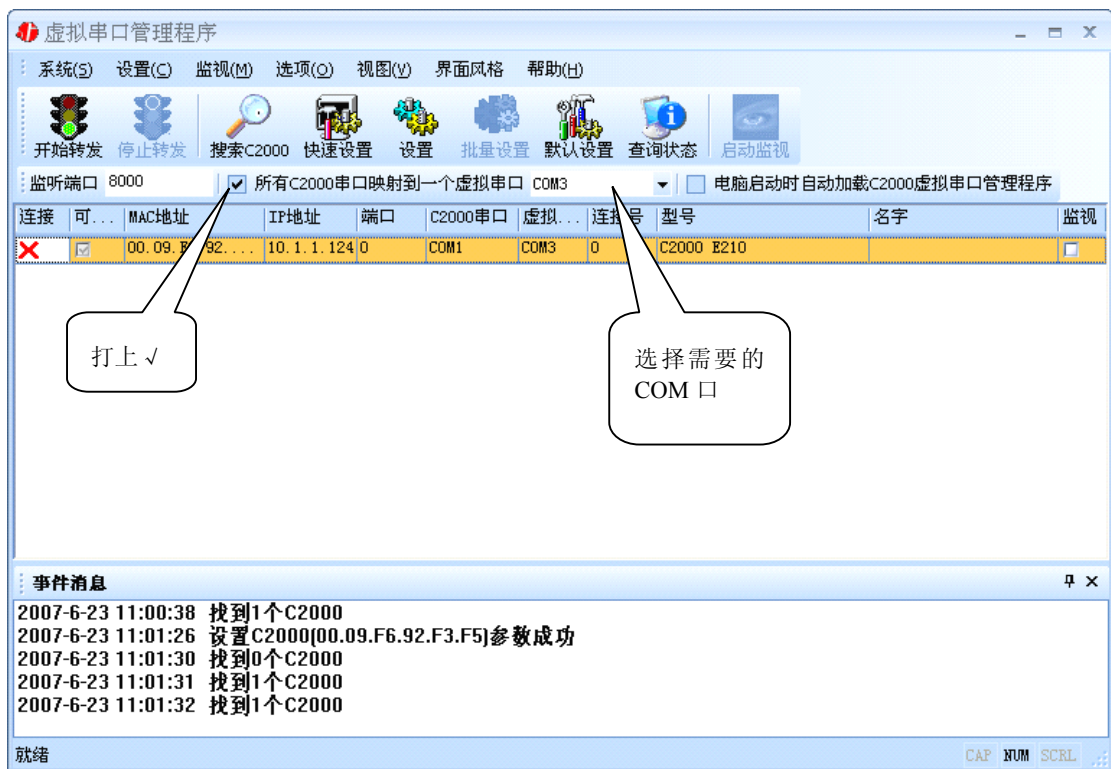 虚拟串口管理程序
系统(S) 设置(C) 监视(M) 选项(O) 视图(V) 界面风格 帮助(H)
开始转发 停止转发 搜索C2000 快速设置 设置 批量设置 默认设置 查询状态 启动监视
监听端口 8000 所有C2000串口映射到一个虚拟串口 COM3 电脑启动时自动加载C2000虚拟串口管理程序
连接 可... MAC地址 IP地址 端口 C2000串口 虚拟... 连接号 型号 名字 监视
00.09. 92.... 10.1.1.124 0 COM1 COM3 0 C2000 E210
打上√
选择需要的
COM 口
事件消息
2007-6-23 11:00:38 找到1个C2000
2007-6-23 11:01:26 设置C2000(00.09.F6.92.F3.F5)参数成功
2007-6-23 11:01:30 找到0个C2000
2007-6-23 11:01:31 找到1个C2000
2007-6-23 11:01:32 找到1个C2000
就绪 CAP NUM SCRL